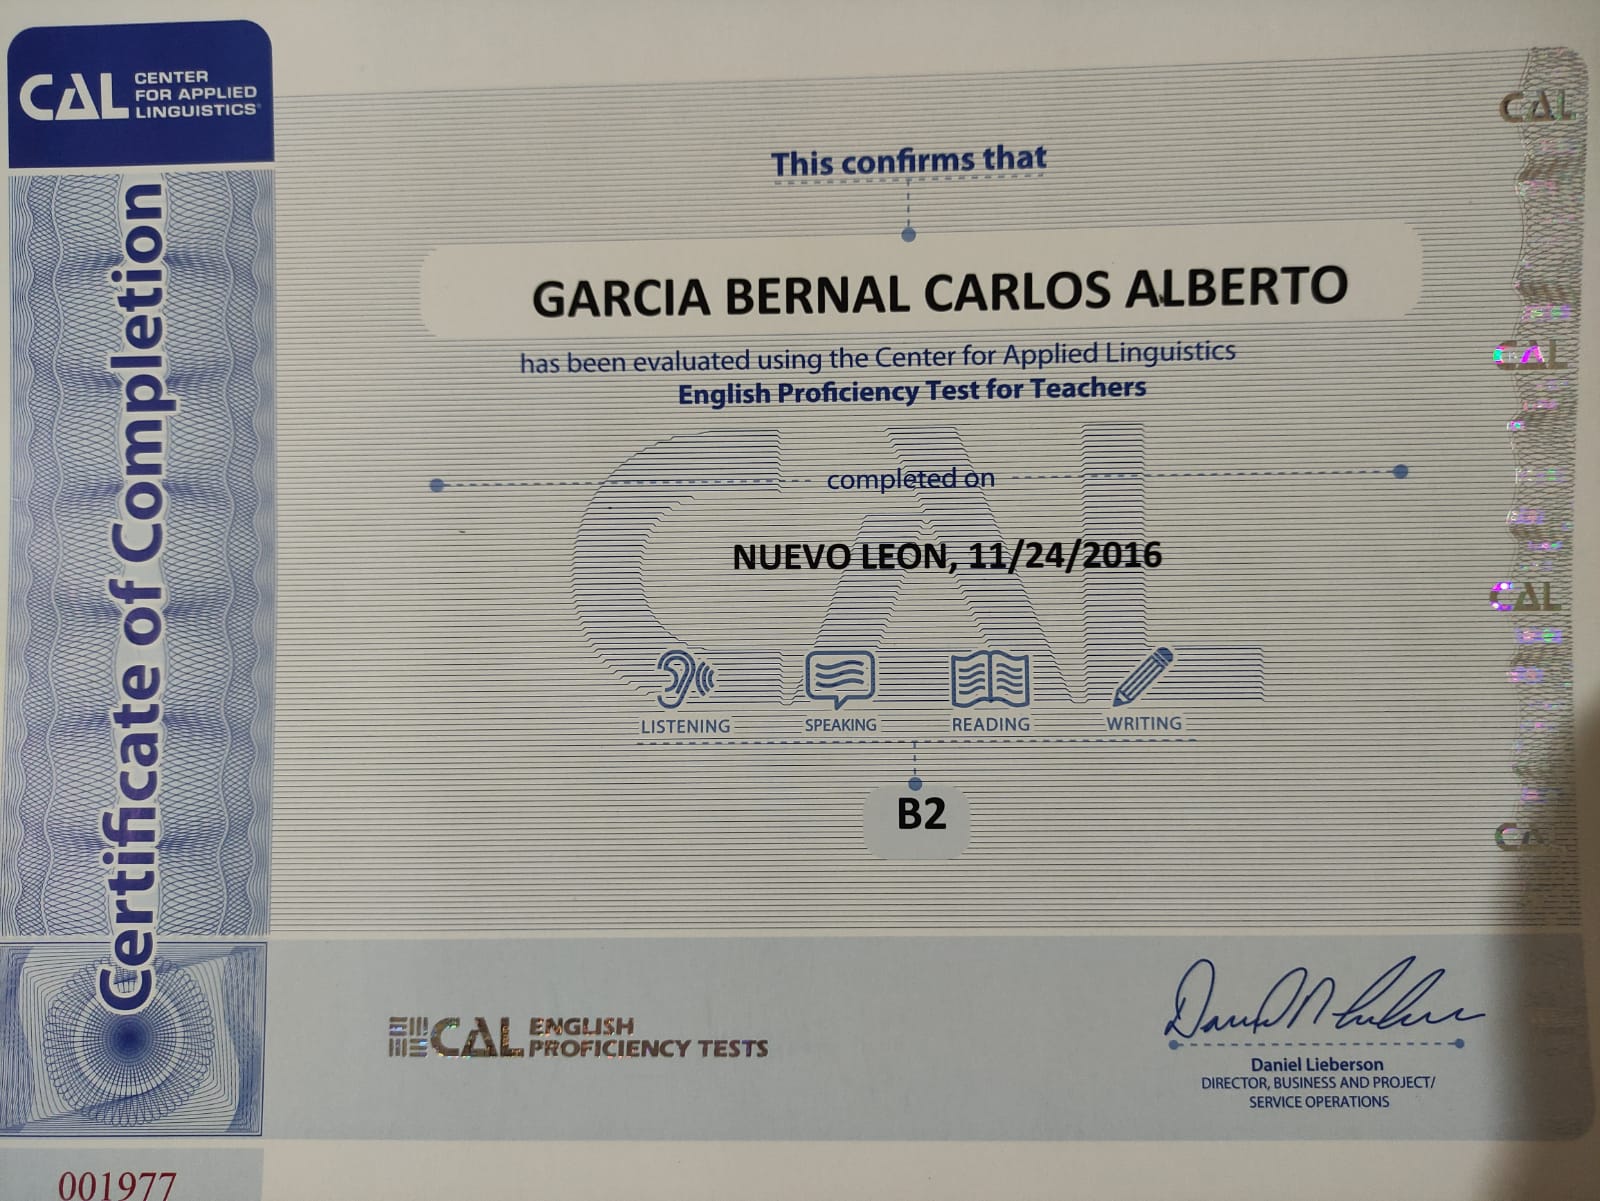 CAL CENTER
FOR APPLIED
LINGUISTICS®
Certificate of Completion
This confirms that
GARCIA BERNAL CARLOS ALBERTO
has been evaluated using the Center for Applied Linguistics
English Proficiency Test for Teachers
completed on
NUEVO LEON, 11/24/2016
CAL
LISTENING SPEAKING READING WRITING
B2
CAL ENGLISH
PROFICIENCY TESTS
Daniel Lieberson
DIRECTOR, BUSINESS AND PROJECT/
SERVICE OPERATIONS
001977
CAL
CAL
CAL
CAL